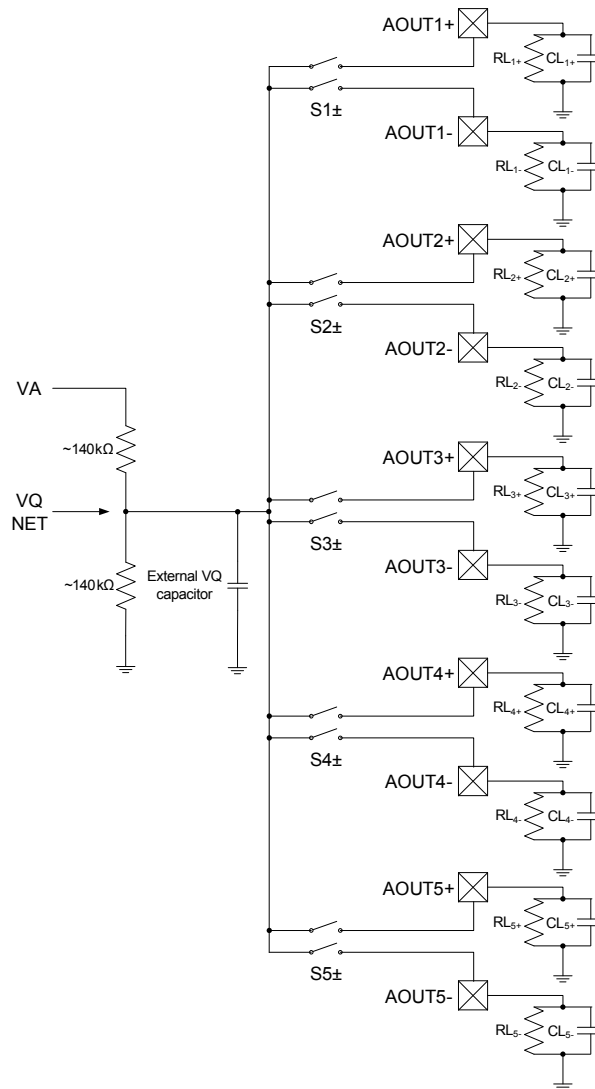 AOUT1+
RL1+ CL1+
S1±
AOUT1-
RL1- CL1-
AOUT2+
RL2+ CL2+
S2±
AOUT2-
RL2- CL2-
VA
~140kΩ
AOUT3+
RL3+ CL3+
VQ
NET
S3±
AOUT3-
~140kΩ
External VQ
capacitor
RL3- CL3-
AOUT4+
RL4+ CL4+
S4±
AOUT4-
RL4- CL4-
AOUT5+
RL5+ CL5+
S5±
AOUT5-
RL5- CL5-